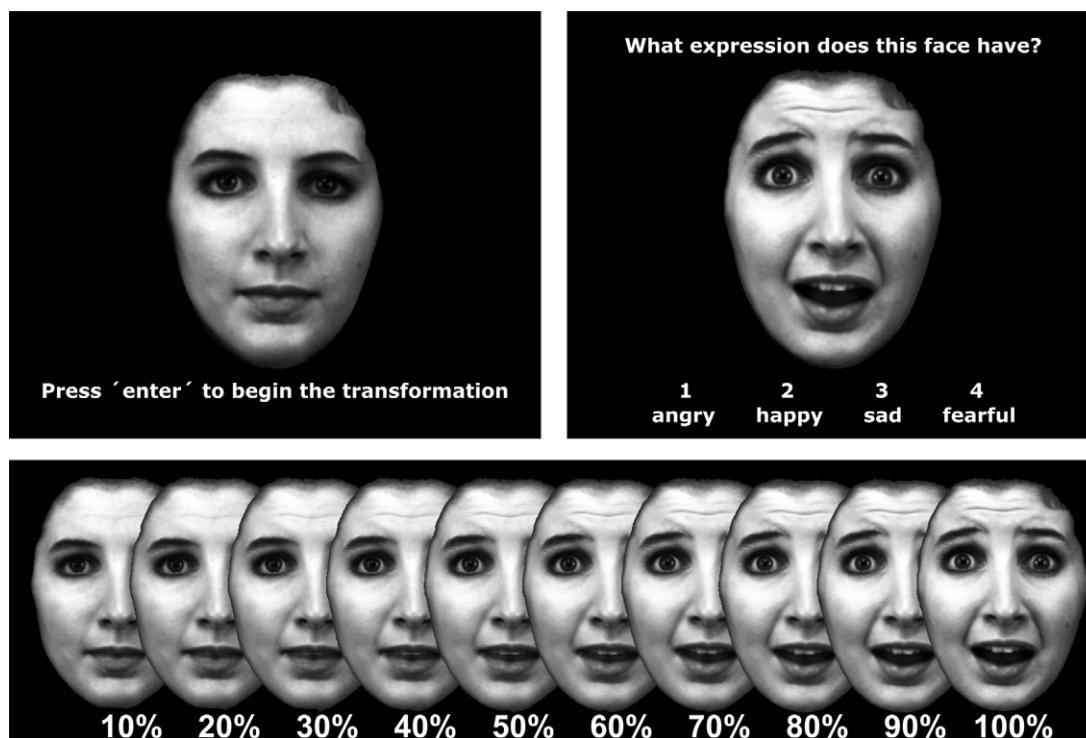 Press ´enter´ to begin the transformation
What expression does this face have?
1 2 3 4
angry happy sad fearful
10% 20% 30% 40% 50% 60% 70% 80% 90% 100%